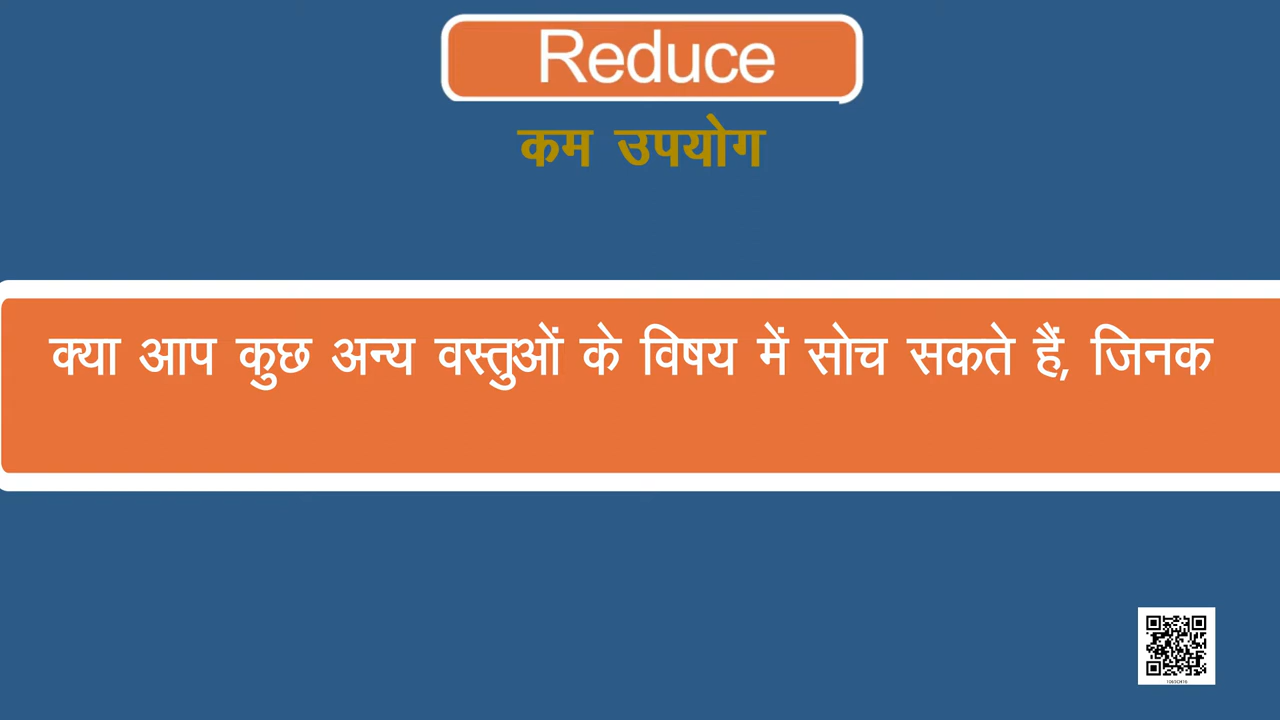 Reduce
कम उपयोग
क्या आप कुछ अन्य वस्तुओं के विषय में सोच सकते हैं, जिनक